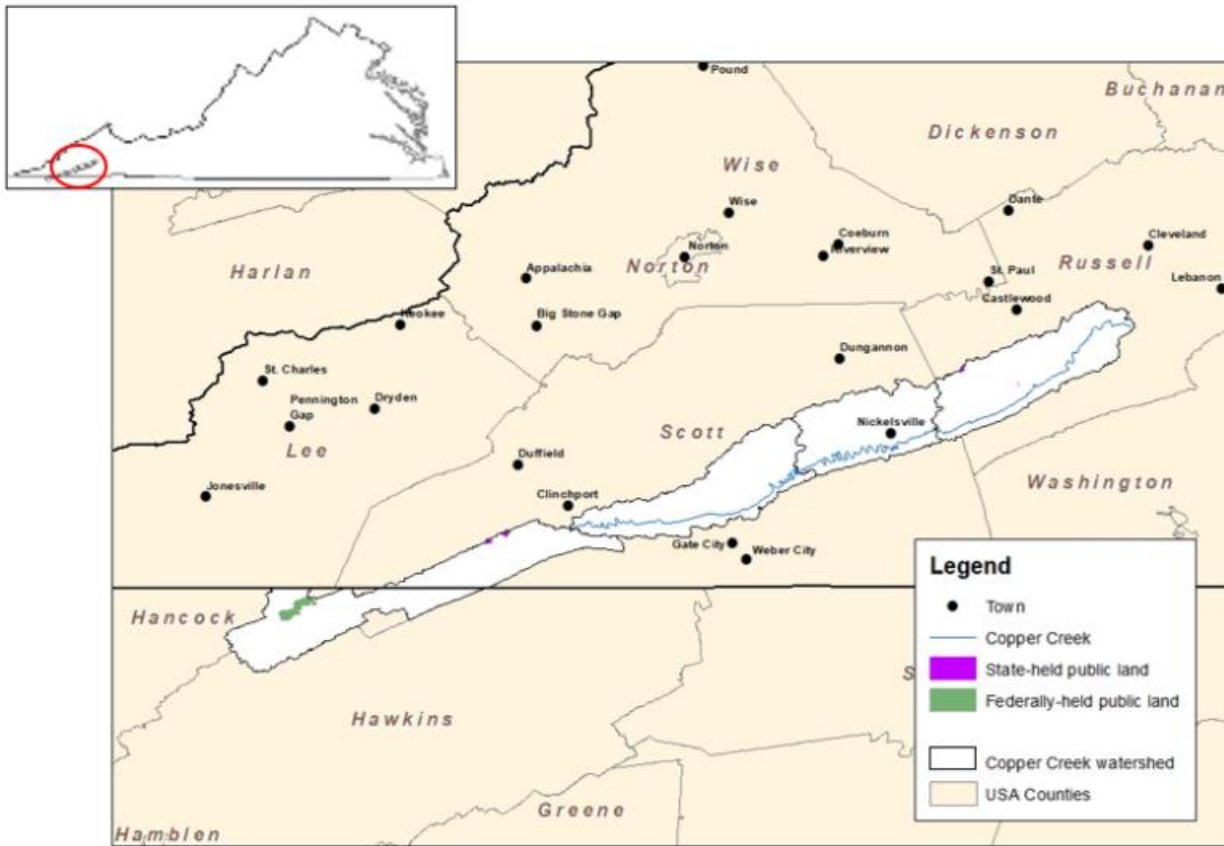 Pound
Buchanan
Dickenson
Wise
Wise
Dante
Coeburn
Riverview
Norton
Norton
Cleveland
Russell
Lebanon
St. Paul
Castlewood
Harlan
Appalachia
Keokee
Big Stone Gap
Dungannon
St. Charles
Pennington
Gap
Dryden
Lee
Scott
Nickelsville
Duffield
Jonesville
Clinchport
Washington
Gate City
Weber City
Hancock
Hawkins
Greene
Hamblen
S
Legend
Town
Copper Creek
State-held public land
Federally-held public land
Copper Creek watershed
USA Counties